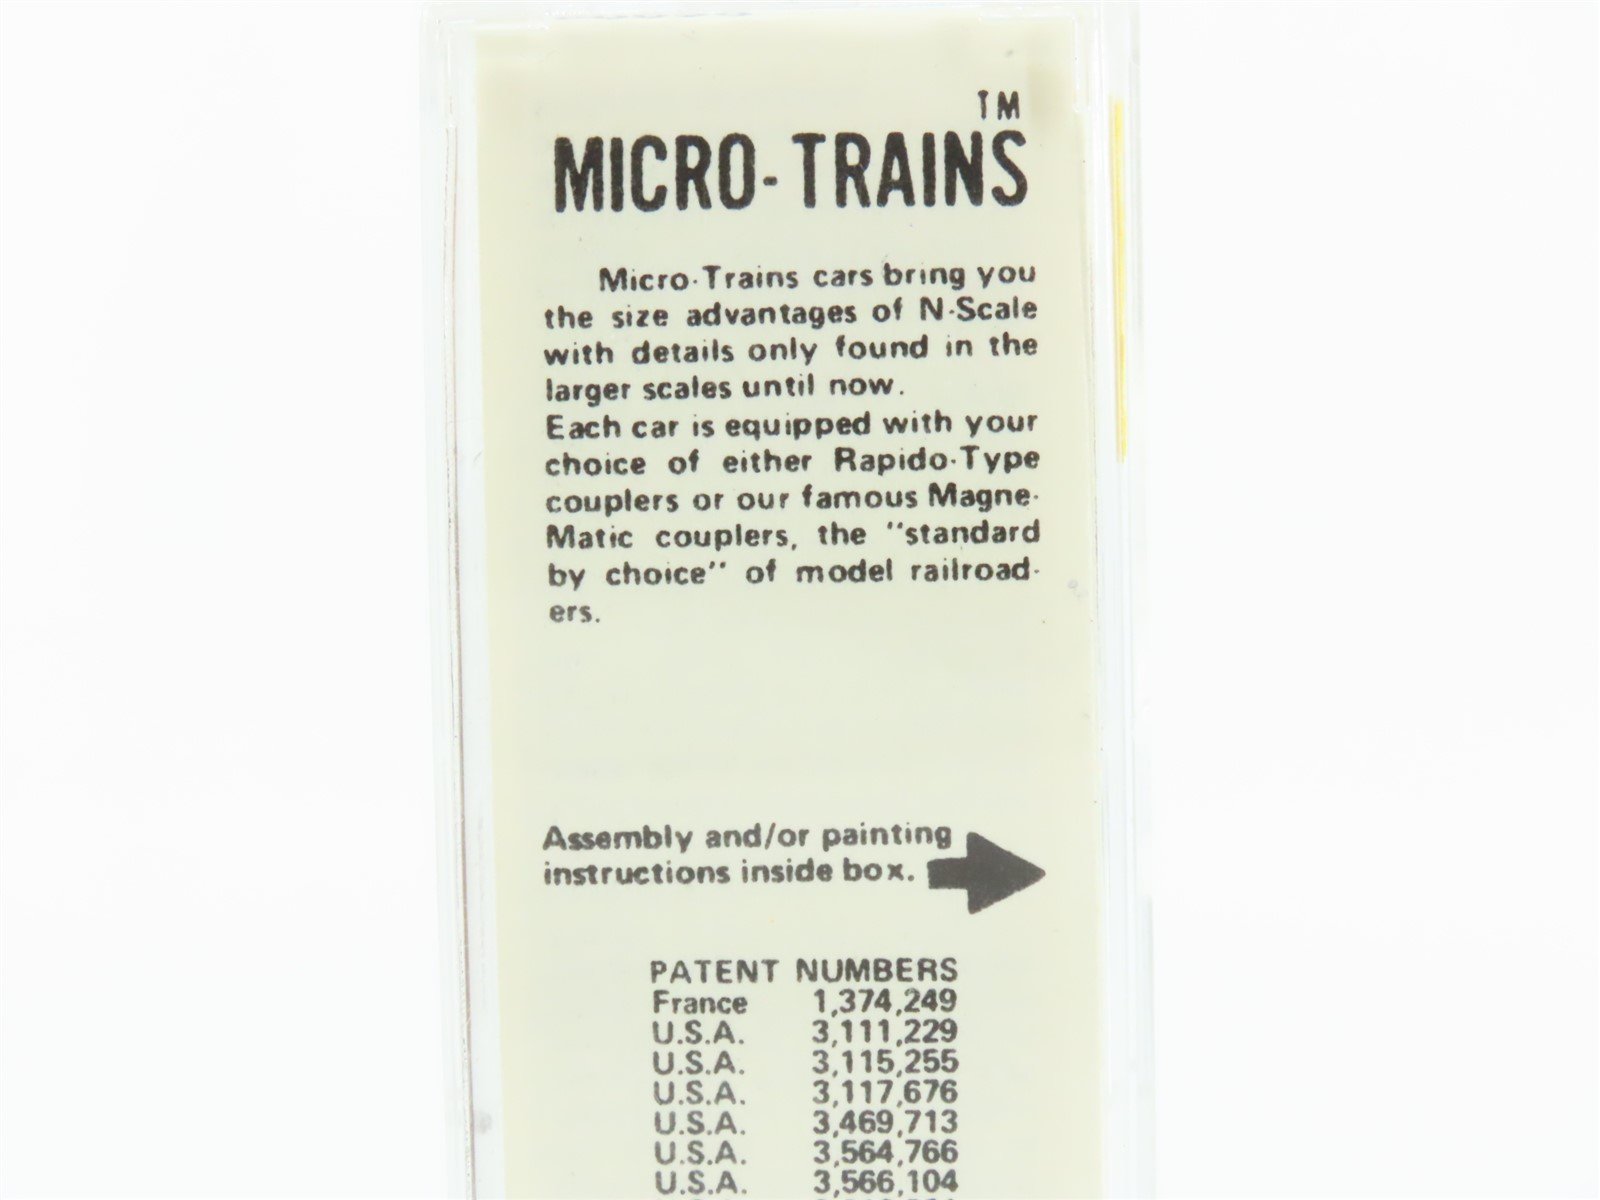 TM
MICRO-TRAINS
Micro-Trains cars bring you
the size advantages of N-Scale
with details only found in the
larger scales until now.
Each car is equipped with your
choice of either Rapido-Type
couplers or our famous Magne-
Matic couplers, the "standard
by choice" of model railroad-
ers.
Assembly and/or painting
instructions inside box.
PATENT NUMBERS
France 1,374,249
U.S.A. 3,111,229
U.S.A. 3,115,255
U.S.A. 3,117,676
U.S.A. 3,469,713
U.S.A. 3,564,766
U.S.A. 3,566,104